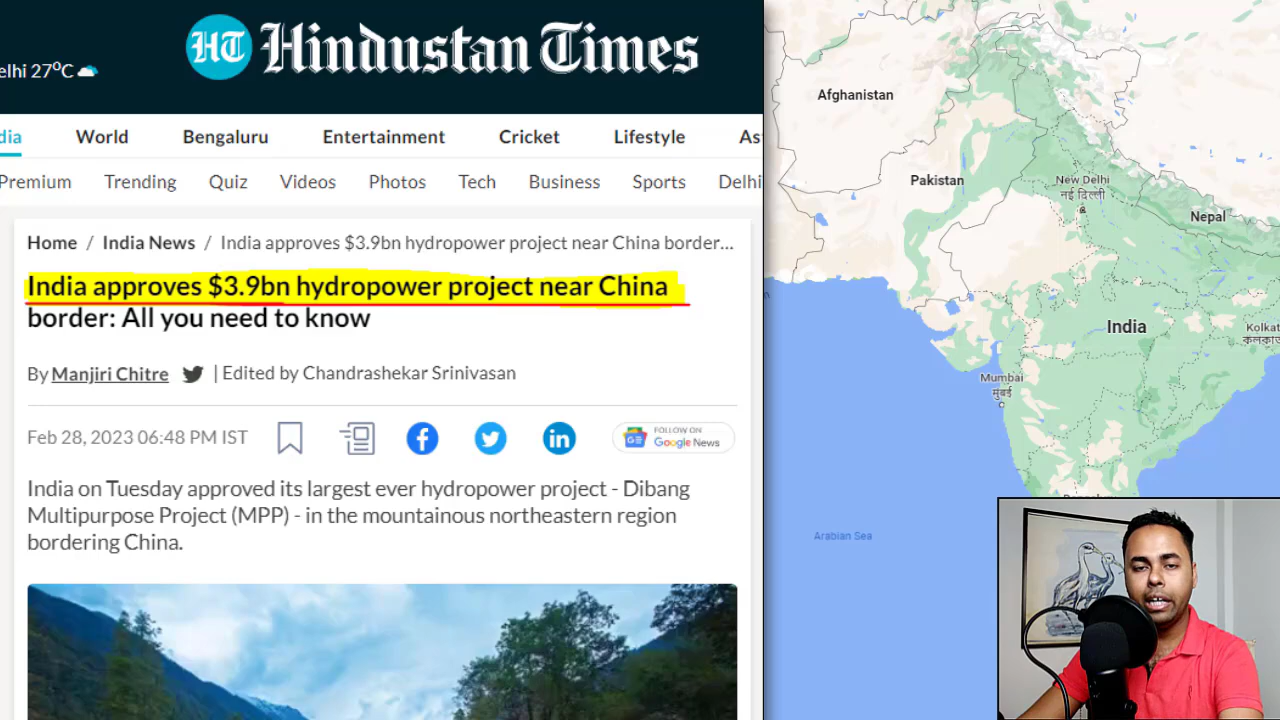 HT Hindustan Times
elhi 27°C
dia World Bengaluru Entertainment Cricket Lifestyle As
Premium Trending Quiz Videos Photos Tech Business Sports Delhi
Home / India News / India approves $3.9bn hydropower project near China border...
India approves $3.9bn hydropower project near China
border: All you need to know
By Manjiri Chitre | Edited by Chandrashekar Srinivasan
Feb 28, 2023 06:48 PM IST
FOLLOW ON
Google News
India on Tuesday approved its largest ever hydropower project - Dibang
Multipurpose Project (MPP) - in the mountainous northeastern region
bordering China.
Afghanistan
Pakistan
New Delhi
नई दिल्ली
Nepal
India
Kolkat
कलकाता
Mumbai
मुंबई
Arabian Sea